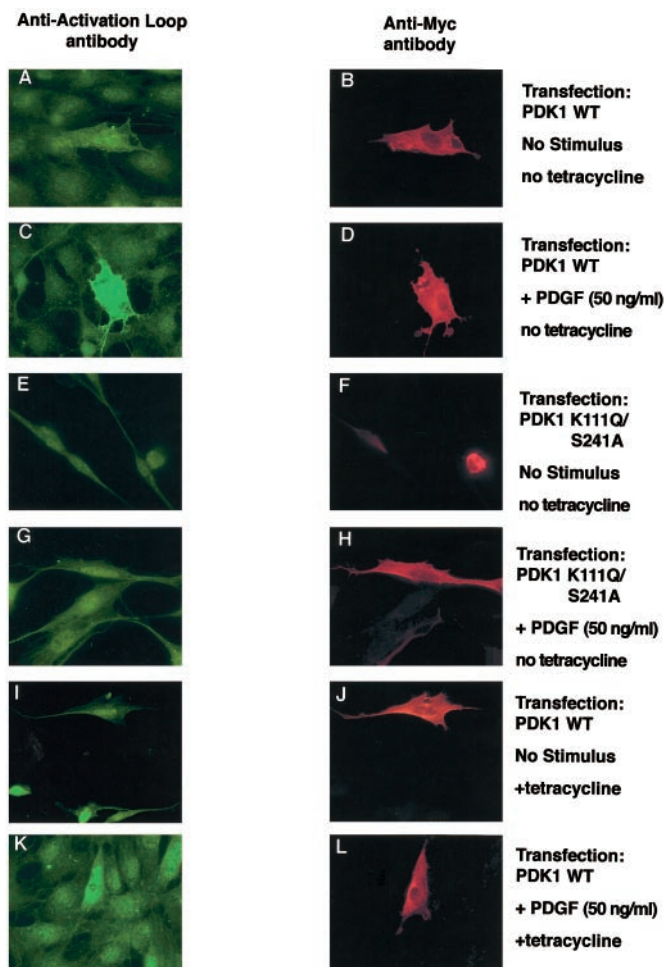 Anti-Activation Loop
antibody
Anti-Myc
antibody
A
B
Transfection:
PDK1 WT
No Stimulus
no tetracycline
C
D
Transfection:
PDK1 WT
+ PDGF (50 ng/ml)
no tetracycline
E
F
Transfection:
PDK1 K111Q/
S241A
No Stimulus
no tetracycline
G
H
Transfection:
PDK1 K111Q/
S241A
+ PDGF (50 ng/ml)
no tetracycline
I
J
Transfection:
PDK1 WT
No Stimulus
+tetracycline
K
L
Transfection:
PDK1 WT
+ PDGF (50 ng/ml)
+tetracycline